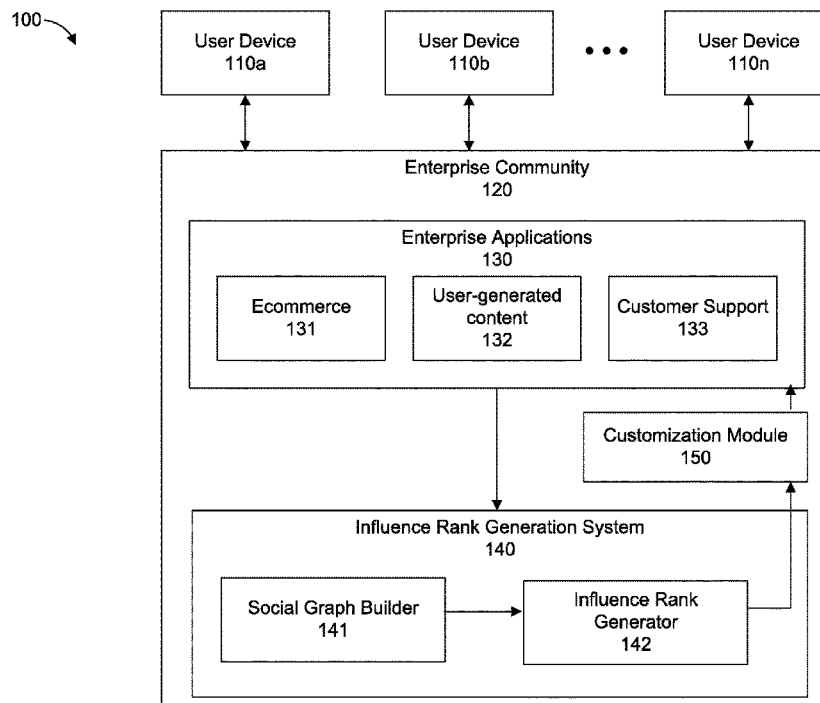 100
User Device
110a
User Device
110b
User Device
110n
Enterprise Community
120
Enterprise Applications
130
Ecommerce
131
User-generated
content
132
Customer Support
133
Customization Module
150
Influence Rank Generation System
140
Social Graph Builder
141
Influence Rank
Generator
142